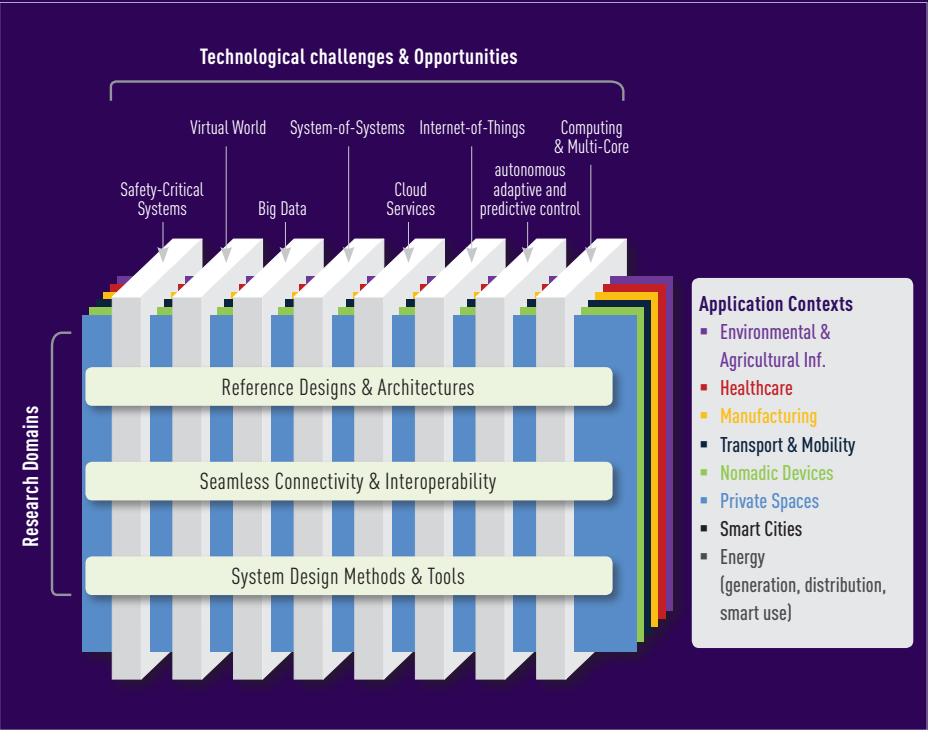 Technological challenges & Opportunities
Virtual World
System-of-Systems
Internet-of-Things
Computing
& Multi-Core
Safety-Critical
Systems
Big Data
Cloud
Services
autonomous
adaptive and
predictive control
Research Domains
Reference Designs & Architectures
Seamless Connectivity & Interoperability
System Design Methods & Tools
Application Contexts
▪ Environmental &
Agricultural Inf.
▪ Healthcare
▪ Manufacturing
▪ Transport & Mobility
▪ Nomadic Devices
▪ Private Spaces
▪ Smart Cities
▪ Energy
(generation, distribution,
smart use)